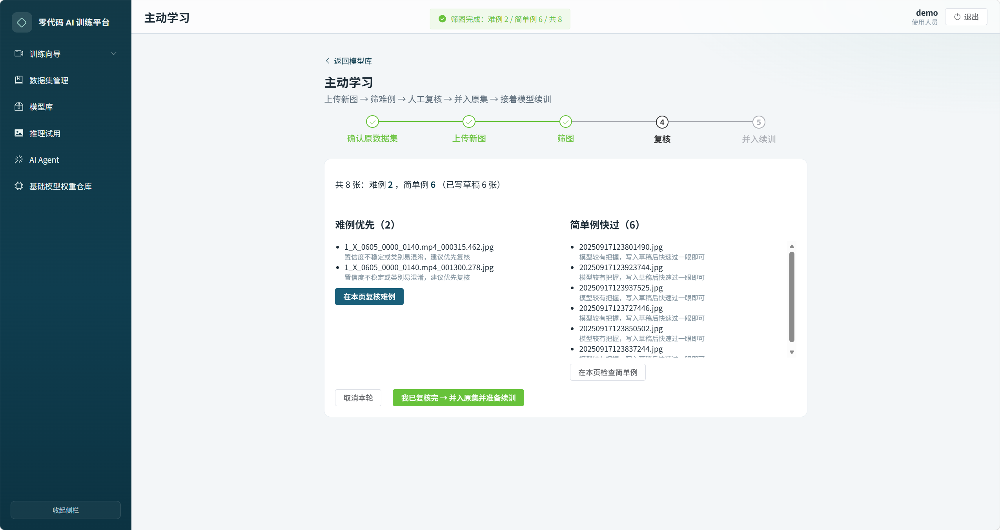 零代码 AI 训练平台
训练向导
数据集管理
模型库
推理试用
AI Agent
基础模型权重仓库
收起侧栏
主动学习
筛图完成：难例 2 / 简单例 6 / 共 8
demo
使用人员
退出
返回模型库
主动学习
上传新图 → 筛难例 → 人工复核 → 并入原集 → 接着模型续训
确认原数据集
上传新图
筛图
4
复核
5
并入续训
共 8 张：难例 2 ，简单例 6 （已写草稿 6 张）
难例优先（2）
1_X_0605_0000_0140.mp4_000315.462.jpg
置信度不稳定或类别易混淆，建议优先复核
1_X_0605_0000_0140.mp4_001300.278.jpg
置信度不稳定或类别易混淆，建议优先复核
在本页复核难例
简单例快过（6）
20250917123801490.jpg
模型较有把握，写入草稿后快速过一眼即可
20250917123923744.jpg
模型较有把握，写入草稿后快速过一眼即可
20250917123937525.jpg
模型较有把握，写入草稿后快速过一眼即可
20250917123727446.jpg
模型较有把握，写入草稿后快速过一眼即可
20250917123850502.jpg
模型较有把握，写入草稿后快速过一眼即可
20250917123837244.jpg
在本页检查简单例
取消本轮
我已复核完 → 并入原集并准备续训